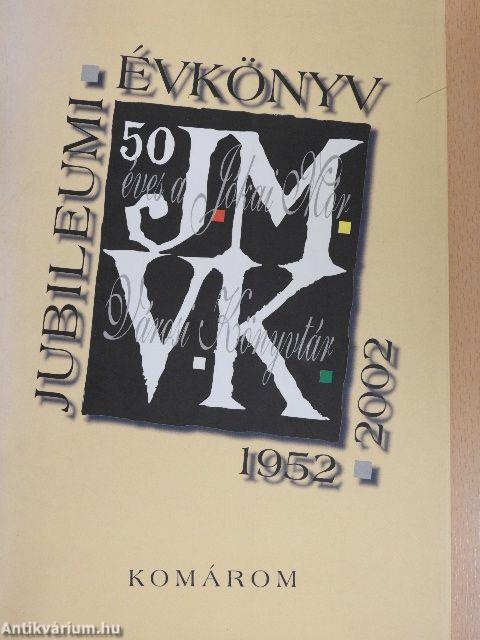 JUBILEUMI ▪ ÉVKÖNYV
50
éves a Jókai Mór
JM
Városi Könyvtár
VK
1952 ▪ 2002
KOMÁROM
Antikvárium.hu